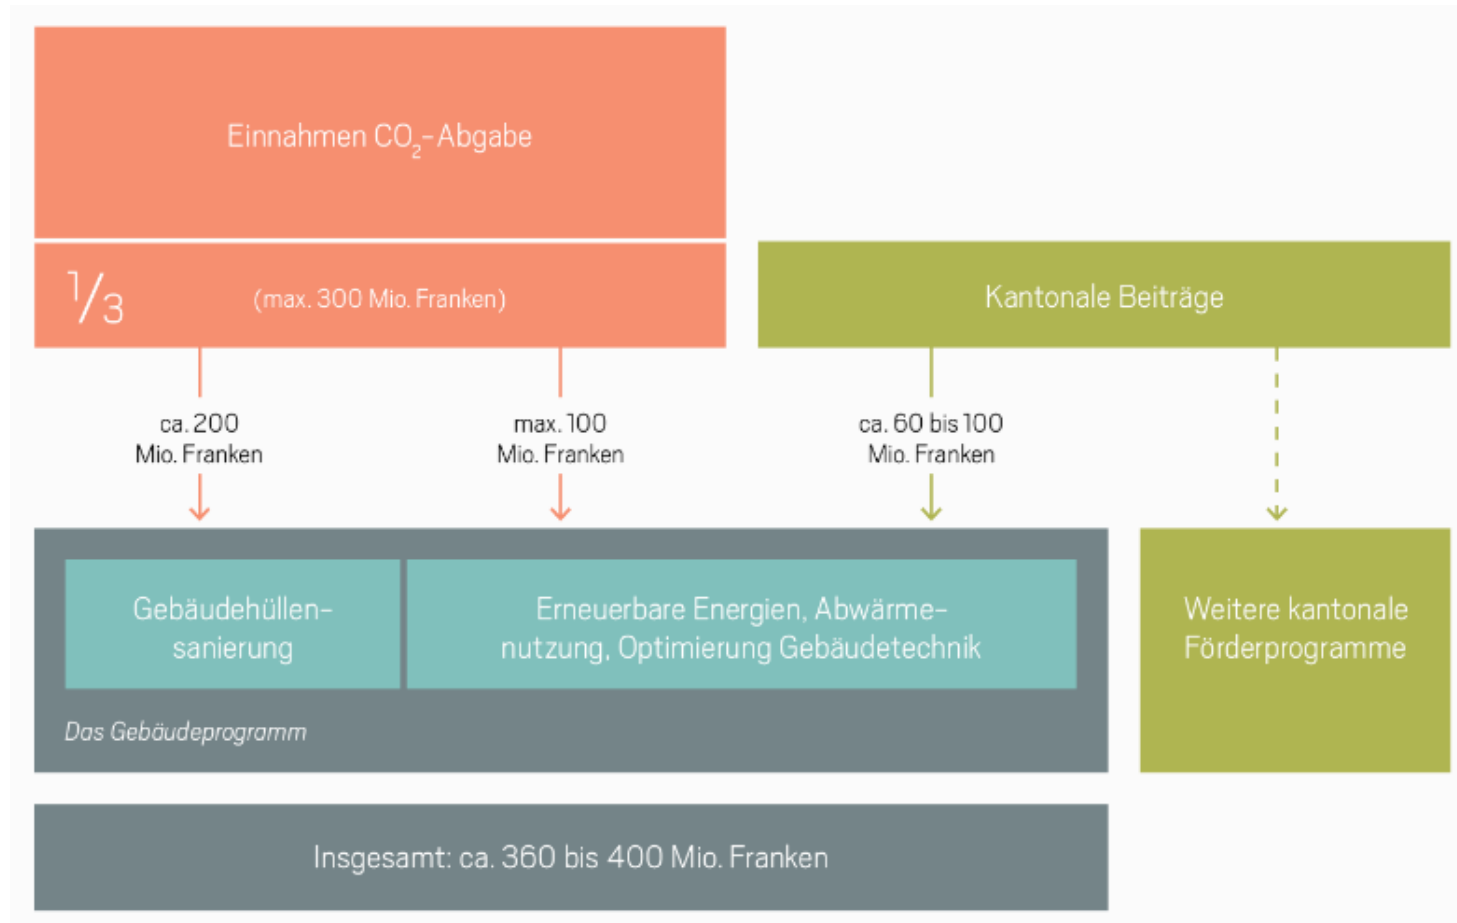 Einnahmen CO₂-Abgabe
1/3
(max. 300 Mio. Franken)
Kantonale Beiträge
ca. 200
Mio. Franken
max. 100
Mio. Franken
ca. 60 bis 100
Mio. Franken
Gebäudehüllen-
sanierung
Erneuerbare Energien, Abwärme-
nutzung, Optimierung Gebäudetechnik
Weitere kantonale
Förderprogramme
Das Gebäudeprogramm
Insgesamt: ca. 360 bis 400 Mio. Franken